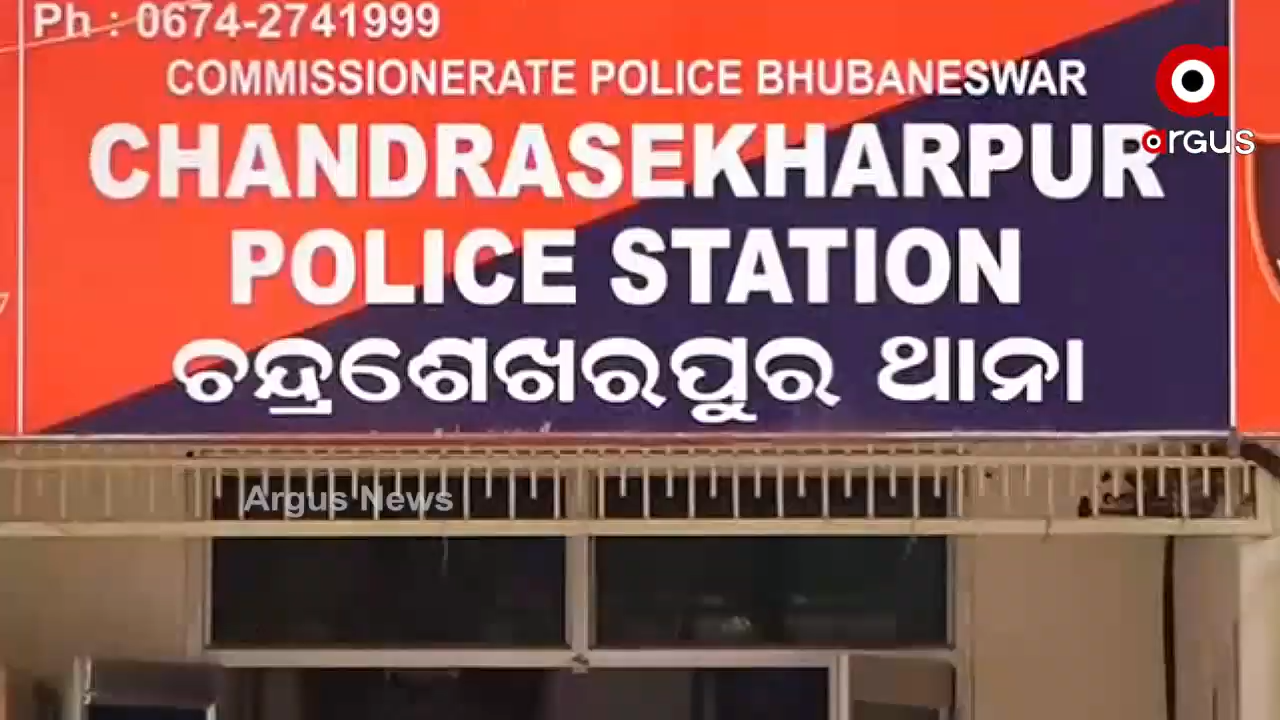 Ph : 0674-2741999
COMMISSIONERATE POLICE BHUBANESWAR
argus
CHANDRASEKHARPUR
POLICE STATION
ଚନ୍ଦ୍ରଶେଖରପୁର ଥାନା
Argus News